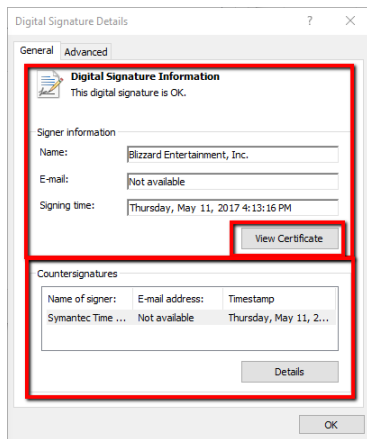 Digital Signature Details ?
General Advanced
Digital Signature Information
This digital signature is OK.
Signer information
Name: Blizzard Entertainment, Inc.
E-mail: Not available
Signing time: Thursday, May 11, 2017 4:13:16 PM
View Certificate
Countersignatures
Name of signer: E-mail address: Timestamp
Symantec Time ... Not available Thursday, May 11, 2...
Details
OK